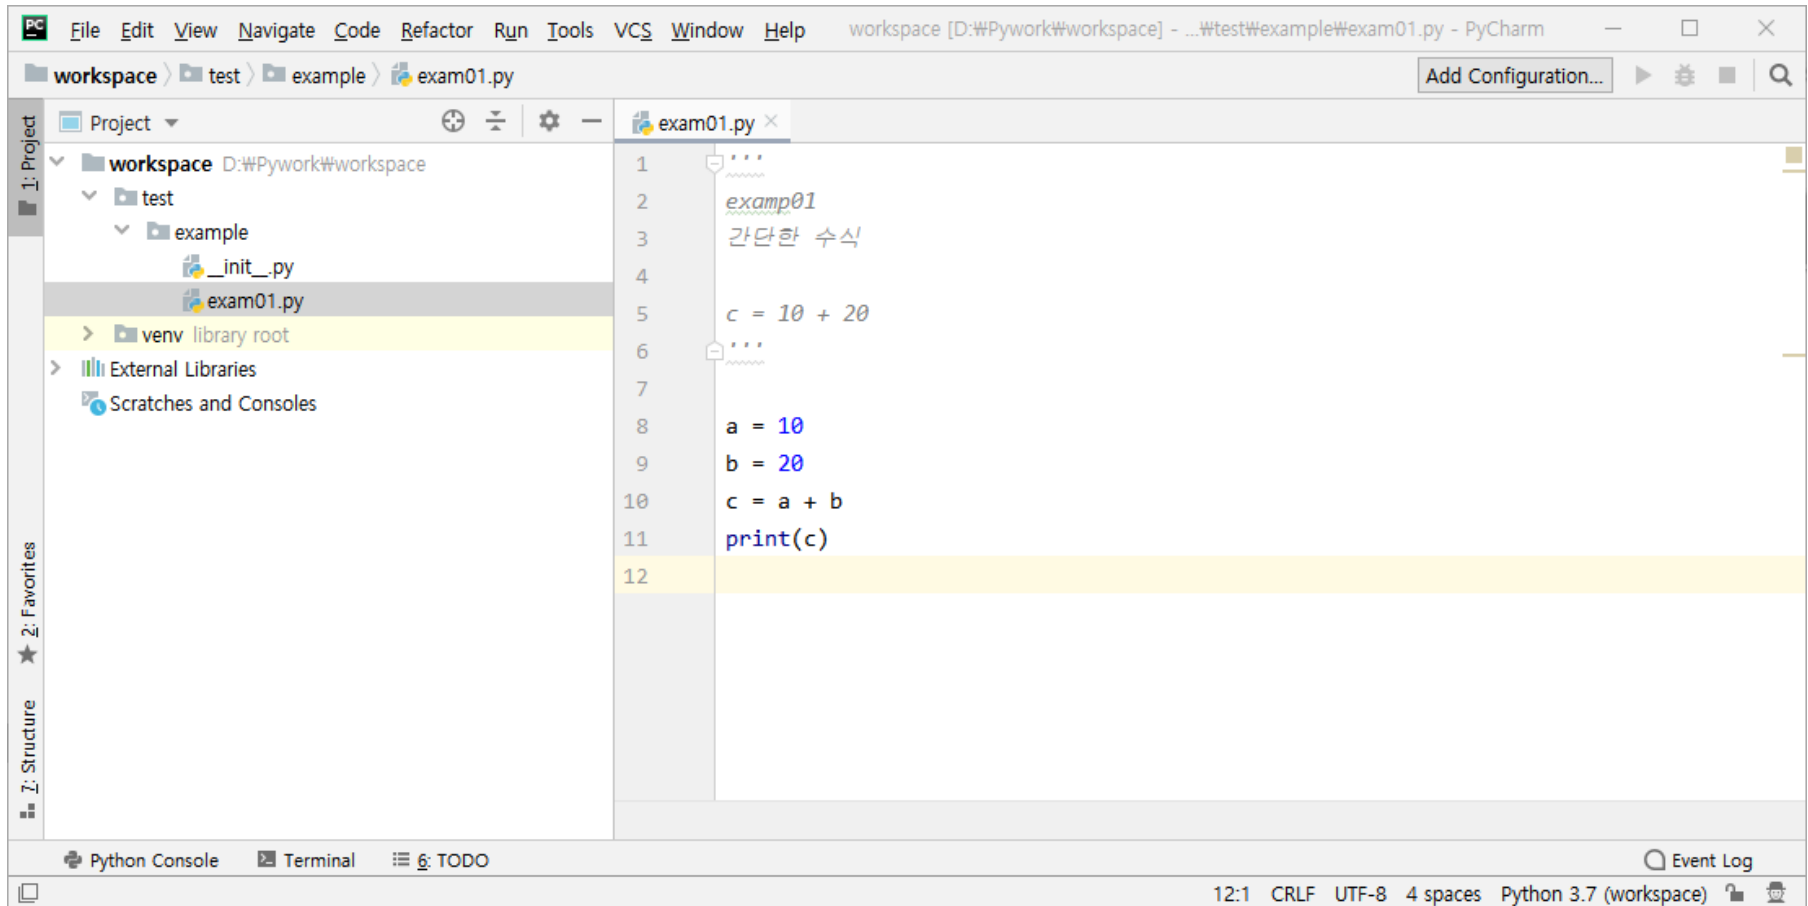 PC File Edit View Navigate Code Refactor Run Tools VCS Window Help workspace [D:₩Pywork₩workspace] - ...₩test₩example₩exam01.py - PyCharm
workspace test example exam01.py Add Configuration...
1: Project
Project
workspace D:₩Pywork₩workspace
test
example
__init__.py
exam01.py
venv library root
External Libraries
Scratches and Consoles
2: Favorites
7: Structure
exam01.py
1 '''
2 examp01
3 간단한 수식
4
5 c = 10 + 20
6 '''
7
8 a = 10
9 b = 20
10 c = a + b
11 print(c)
12
Python Console Terminal 6: TODO Event Log
12:1 CRLF UTF-8 4 spaces Python 3.7 (workspace)